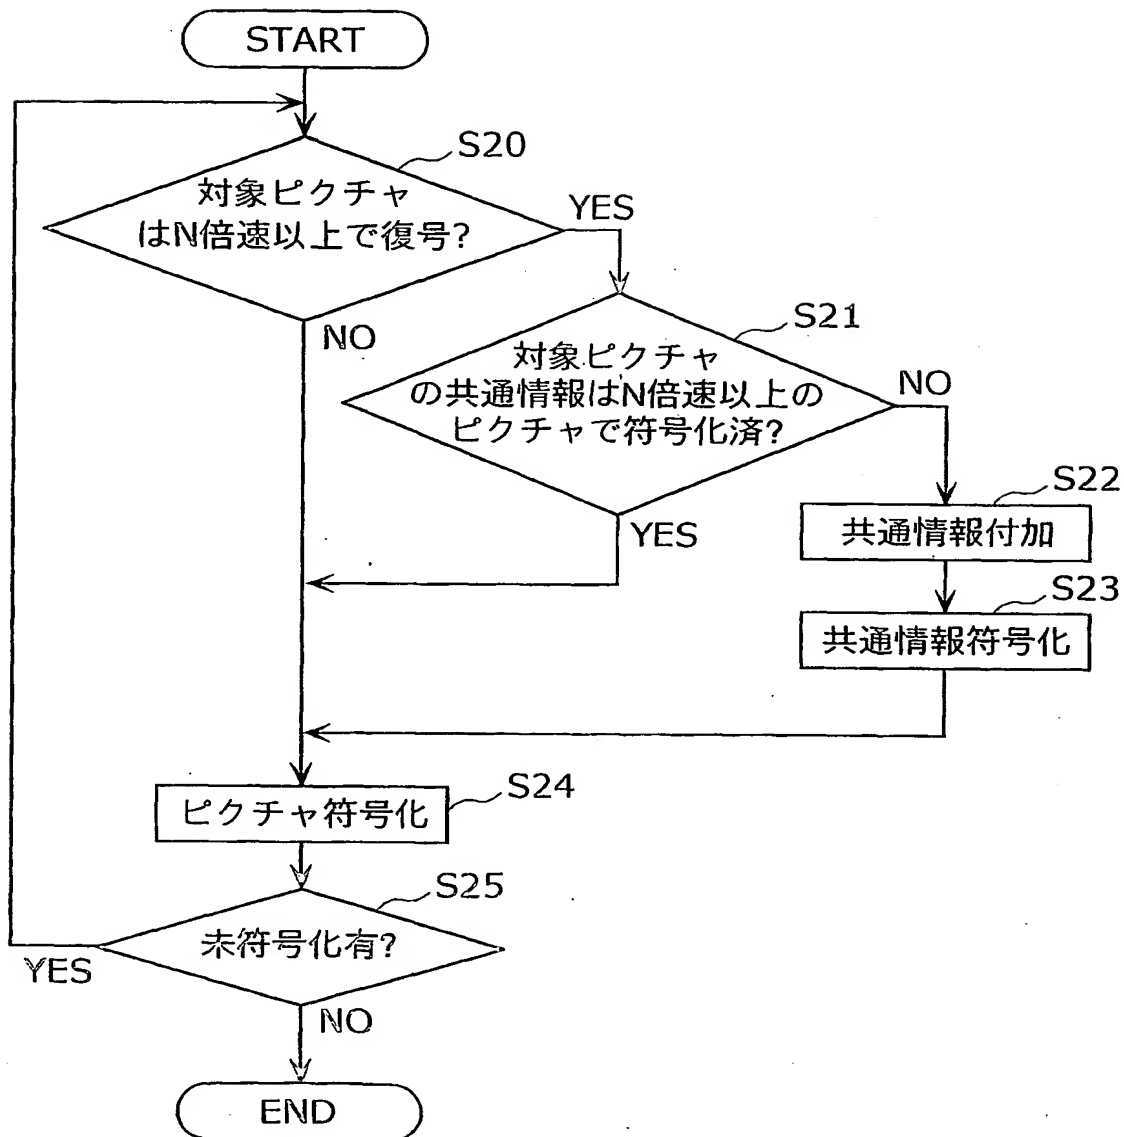 START
S20
対象ピクチャ
はN倍速以上で復号?
YES
NO
S21
対象ピクチャ
の共通情報はN倍速以上の
ピクチャで符号化済?
NO
YES
S22
共通情報付加
S23
共通情報符号化
S24
ピクチャ符号化
S25
未符号化有?
YES
NO
END